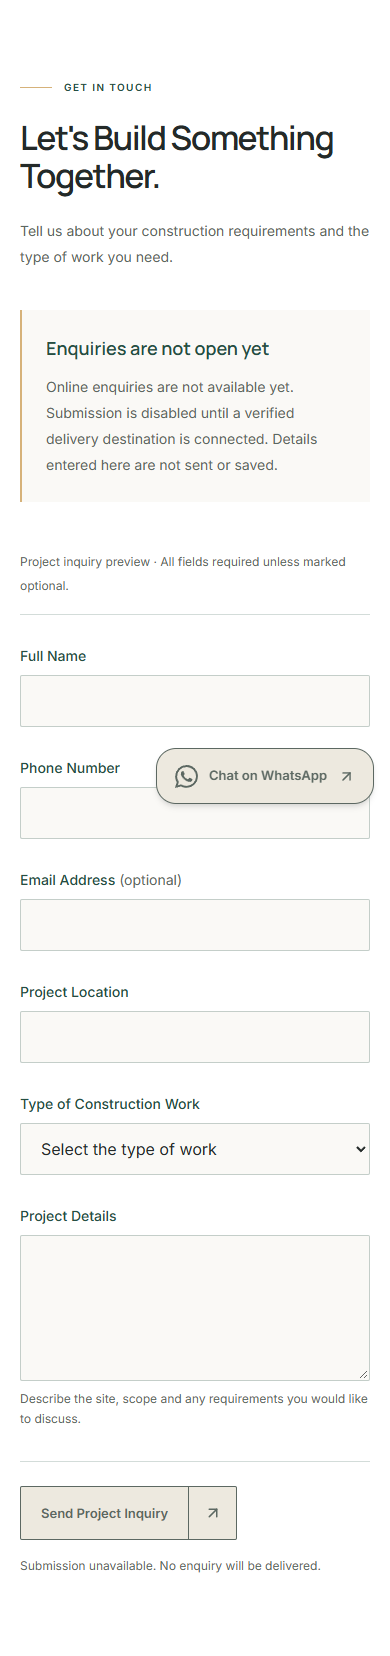 GET IN TOUCH
Let's Build Something
Together.
Tell us about your construction requirements and the
type of work you need.
Enquiries are not open yet
Online enquiries are not available yet.
Submission is disabled until a verified
delivery destination is connected. Details
entered here are not sent or saved.
Project inquiry preview · All fields required unless marked
optional.
Full Name
Phone Number
Chat on WhatsApp
Email Address (optional)
Project Location
Type of Construction Work
Select the type of work
Project Details
Describe the site, scope and any requirements you would like
to discuss.
Send Project Inquiry
Submission unavailable. No enquiry will be delivered.